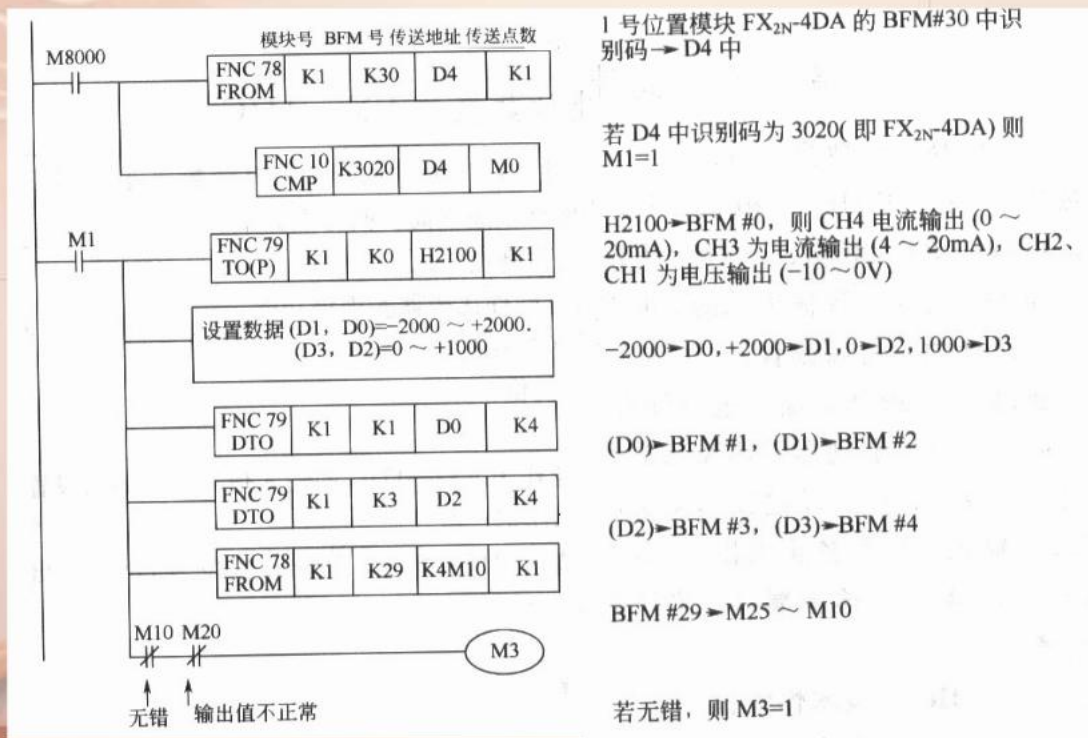 模块号 BFM 号 传送地址 传送点数
M8000
FNC 78
FROM
K1
K30
D4
K1
1 号位置模块 FX2N-4DA 的 BFM#30 中识
别码→D4 中
FNC 10
CMP
K3020
D4
M0
若 D4 中识别码为 3020( 即 FX2N-4DA) 则
M1=1
M1
FNC 79
TO(P)
K1
K0
H2100
K1
H2100→BFM #0，则 CH4 电流输出 (0 ～
20mA)，CH3 为电流输出 (4 ～ 20mA)，CH2、
CH1 为电压输出 (-10 ～ 0V)
设置数据 (D1，D0)=-2000 ～ +2000.
(D3，D2)=0 ～ +1000
-2000→D0, +2000→D1, 0→D2, 1000→D3
FNC 79
DTO
K1
K1
D0
K4
(D0)→BFM #1，(D1)→BFM #2
FNC 79
DTO
K1
K3
D2
K4
(D2)→BFM #3，(D3)→BFM #4
FNC 78
FROM
K1
K29
K4M10
K1
BFM #29→M25 ～ M10
M10 M20
M3
无错
输出值不正常
若无错，则 M3=1